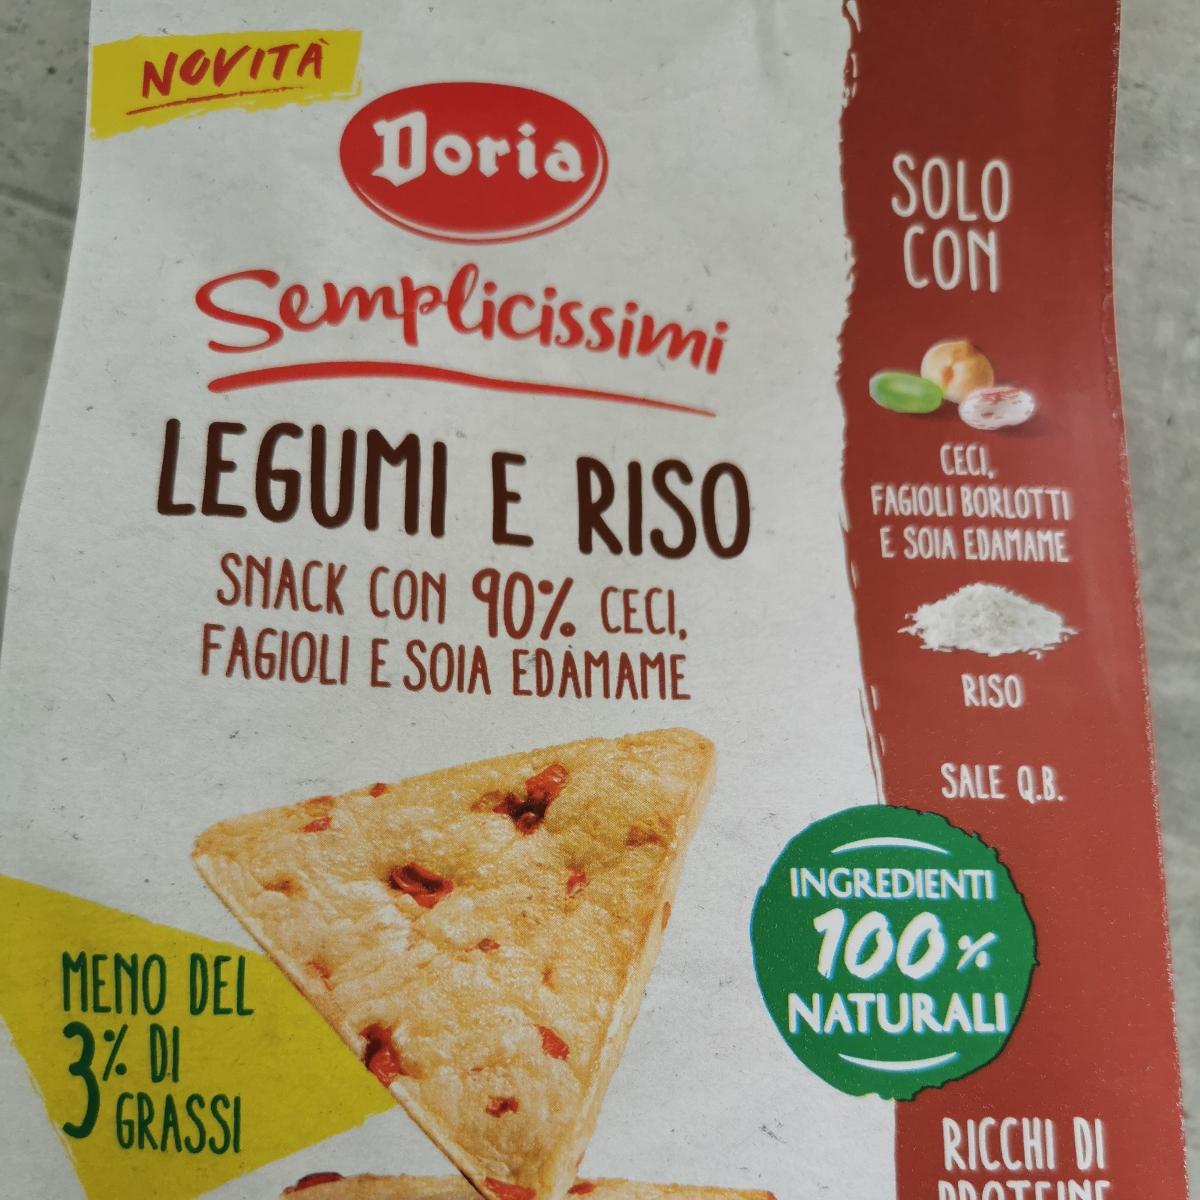 NOVITÀ
Doria
Semplicissimi
LEGUMI E RISO
SNACK CON 90% CECI,
FAGIOLI E SOIA EDAMAME
MENO DEL
3% DI
GRASSI
SOLO
CON
CECI,
FAGIOLI BORLOTTI
E SOIA EDAMAME
RISO
SALE Q.B.
INGREDIENTI
100%
NATURALI
RICCHI DI
PROTEINE